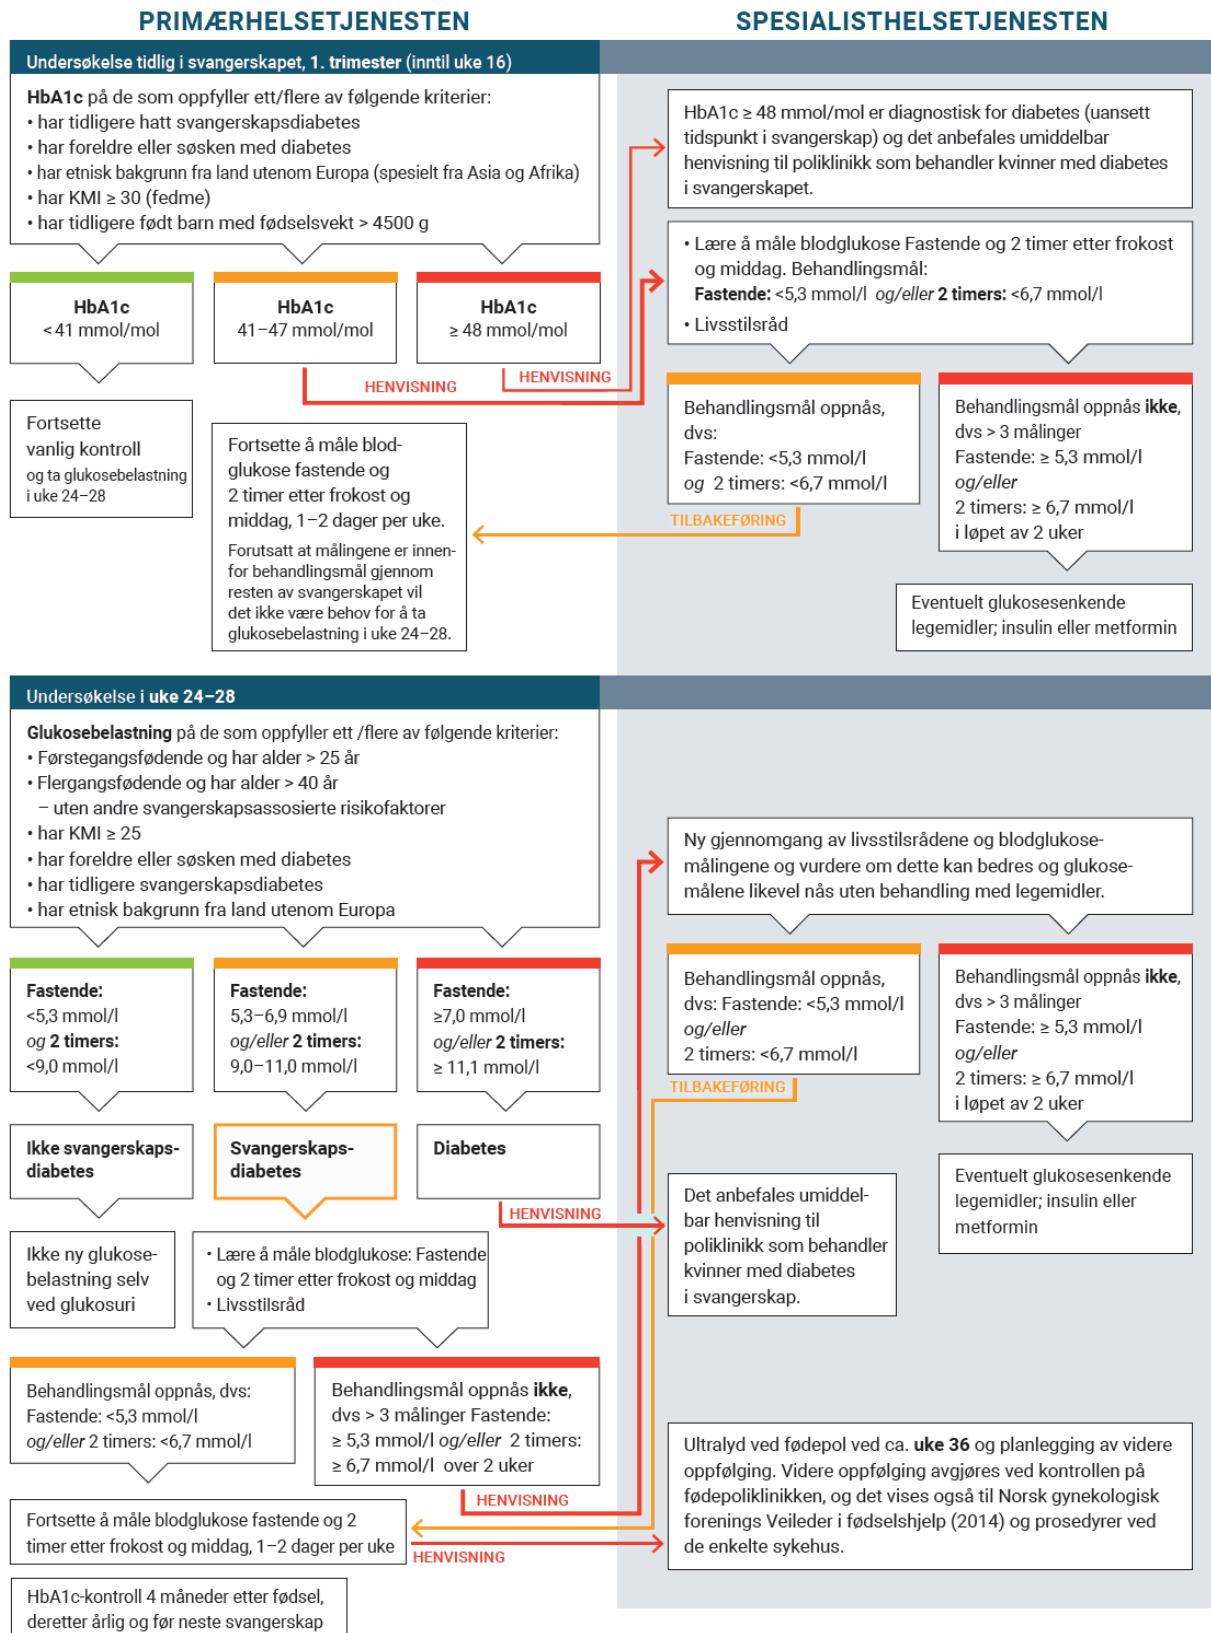 PRIMÆRHELSETJENESTEN
SPESIALISTHELSETJENESTEN
Undersøkelse tidlig i svangerskapet, 1. trimester (inntil uke 16)
HbA1c på de som oppfyller ett/flere av følgende kriterier:
• har tidligere hatt svangerskapsdiabetes
• har foreldre eller søsken med diabetes
• har etnisk bakgrunn fra land utenom Europa (spesielt fra Asia og Afrika)
• har KMI ≥ 30 (fedme)
• har tidligere født barn med fødselsvekt > 4500 g
HbA1c ≥ 48 mmol/mol er diagnostisk for diabetes (uansett
tidspunkt i svangerskap) og det anbefales umiddelbar
henvisning til poliklinikk som behandler kvinner med diabetes
i svangerskapet.
HbA1c
< 41 mmol/mol
HbA1c
41–47 mmol/mol
HbA1c
≥ 48 mmol/mol
HENVISNING
HENVISNING
• Lære å måle blodglukose Fastende og 2 timer etter frokost
og middag. Behandlingsmål:
Fastende: <5,3 mmol/l og/eller 2 timers: <6,7 mmol/l
• Livsstilsråd
Fortsette
vanlig kontroll
og ta glukosebelastning
i uke 24–28
Fortsette å måle blod-
glukose fastende og
2 timer etter frokost og
middag, 1–2 dager per uke.
Forutsatt at målingene er innen-
for behandlingsmål gjennom
resten av svangerskapet vil
det ikke være behov for å ta
glukosebelastning i uke 24–28.
Behandlingsmål oppnås,
dvs:
Fastende: <5,3 mmol/l
og 2 timers: <6,7 mmol/l
TILBAKEFØRING
Behandlingsmål oppnås ikke,
dvs > 3 målinger
Fastende: ≥ 5,3 mmol/l
og/eller
2 timers: ≥ 6,7 mmol/l
i løpet av 2 uker
Eventuelt glukosesenkende
legemidler; insulin eller metformin
Undersøkelse i uke 24–28
Glukosebelastning på de som oppfyller ett /flere av følgende kriterier:
• Førstegangsfødende og har alder > 25 år
• Flergangsfødende og har alder > 40 år
– uten andre svangerskapsassosierte risikofaktorer
• har KMI ≥ 25
• har foreldre eller søsken med diabetes
• har tidligere svangerskapsdiabetes
• har etnisk bakgrunn fra land utenom Europa
Ny gjennomgang av livsstilsrådene og blodglukose-
målingene og vurdere om dette kan bedres og glukose-
målene likevel nås uten behandling med legemidler.
Fastende:
<5,3 mmol/l
og 2 timers:
<9,0 mmol/l
Fastende:
5,3–6,9 mmol/l
og/eller 2 timers:
9,0–11,0 mmol/l
Fastende:
≥7,0 mmol/l
og/eller 2 timers:
≥ 11,1 mmol/l
Behandlingsmål oppnås,
dvs: Fastende: <5,3 mmol/l
og/eller
2 timers: <6,7 mmol/l
TILBAKEFØRING
Behandlingsmål oppnås ikke,
dvs > 3 målinger
Fastende: ≥ 5,3 mmol/l
og/eller
2 timers: ≥ 6,7 mmol/l
i løpet av 2 uker
Ikke svangerskaps-
diabetes
Svangerskaps-
diabetes
Diabetes
HENVISNING
Det anbefales umiddel-
bar henvisning til
poliklinikk som behandler
kvinner med diabetes
i svangerskap.
Eventuelt glukosesenkende
legemidler; insulin eller
metformin
Ikke ny glukose-
belastning selv
ved glukosuri
• Lære å måle blodglukose: Fastende
og 2 timer etter frokost og middag
• Livsstilsråd
Behandlingsmål oppnås, dvs:
Fastende: <5,3 mmol/l
og/eller 2 timers: <6,7 mmol/l
Behandlingsmål oppnås ikke,
dvs > 3 målinger Fastende:
≥ 5,3 mmol/l og/eller 2 timers:
≥ 6,7 mmol/l over 2 uker
HENVISNING
Fortsette å måle blodglukose fastende og 2
timer etter frokost og middag, 1–2 dager per uke
HENVISNING
Ultralyd ved fødepol ved ca. uke 36 og planlegging av videre
oppfølging. Videre oppfølging avgjøres ved kontrollen på
fødepoliklinikken, og det vises også til Norsk gynekologisk
forenings Veileder i fødselshjelp (2014) og prosedyrer ved
de enkelte sykehus.
HbA1c-kontroll 4 måneder etter fødsel,
deretter årlig og før neste svangerskap